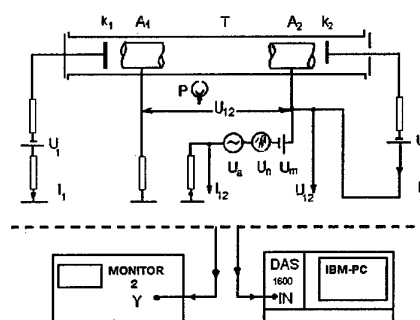 k₁ A₁ T A₂ k₂
P
U₁₂
U₁ U
Uₐ Uₙ Uₘ
I₁ I₁₂ U₁₂ I
MONITOR
2
Y
DAS
1600
IN
IBM-PC